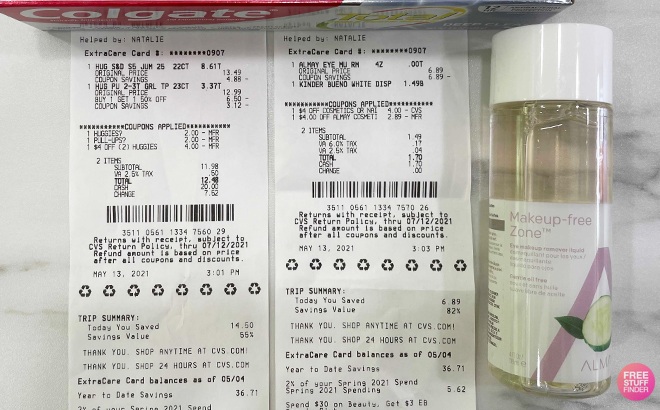 Colgate Total
Helped by: NATALIE
ExtraCare Card #: ********0907
1 HUG S&D S5 JUM 26 22CT 8.61T
ORIGINAL PRICE 13.49
COUPON SAVINGS 4.88 -
1 HUG PU 2-3T GRL TP 23CT 3.37T
ORIGINAL PRICE 12.99
BUY 1 GET 1 50% OFF 6.50 -
COUPON SAVINGS 3.12 -
COUPONS APPLIED
1 HUGGIES? 2.00 - MFR
1 PULL-UPS? 2.00 - MFR
1 $4 OFF (2) HUGGIES 4.00 - MFR
2 ITEMS
SUBTOTAL 11.98
VA 2.5% TAX .50
TOTAL 12.48
CASH 20.00
CHANGE 7.52
3511 0561 1334 7560 29
Returns with receipt, subject to
CVS Return Policy, thru 07/12/2021
Refund amount is based on price
after all coupons and discounts.
MAY 13, 2021 3:01 PM
TRIP SUMMARY:
Today You Saved 14.50
Savings Value 55%
THANK YOU. SHOP ANYTIME AT CVS.COM!
THANK YOU. SHOP 24 HOURS AT CVS.COM
ExtraCare Card balances as of 05/04
Year to Date Savings 36.71
2% of your Spring 2021 Spend
Helped by: NATALIE
ExtraCare Card #: ********0907
1 ALMAY EYE MU RM 4Z .00T
ORIGINAL PRICE 6.89
COUPON SAVINGS 6.89 -
1 KINDER BUENO WHITE DISP 1.49B
COUPONS APPLIED
1 $4 OFF COSMETICS OR NAI 4.00 - CVS
1 $4.00 OFF ALMAY COSMETI 2.89 - MFR
2 ITEMS
SUBTOTAL 1.49
VA 6.0% TAX .17
VA 2.5% TAX .04
TOTAL 1.70
CASH 1.70
CHANGE .00
3510 0561 1334 7570 26
Returns with receipt, subject to
CVS Return Policy, thru 07/12/2021
Refund amount is based on price
after all coupons and discounts.
MAY 13, 2021 3:03 PM
TRIP SUMMARY:
Today You Saved 6.89
Savings Value 82%
THANK YOU. SHOP ANYTIME AT CVS.COM!
THANK YOU. SHOP 24 HOURS AT CVS.COM
ExtraCare Card balances as of 05/04
Year to Date Savings 36.71
2% of your Spring 2021 Spend
Spring 2021 Spending 5.62
Spend $30 on Beauty, Get $3 EB
Makeup-free
Zone™
Eye makeup remover liquid
ALM
FREE
STUFF
FINDER